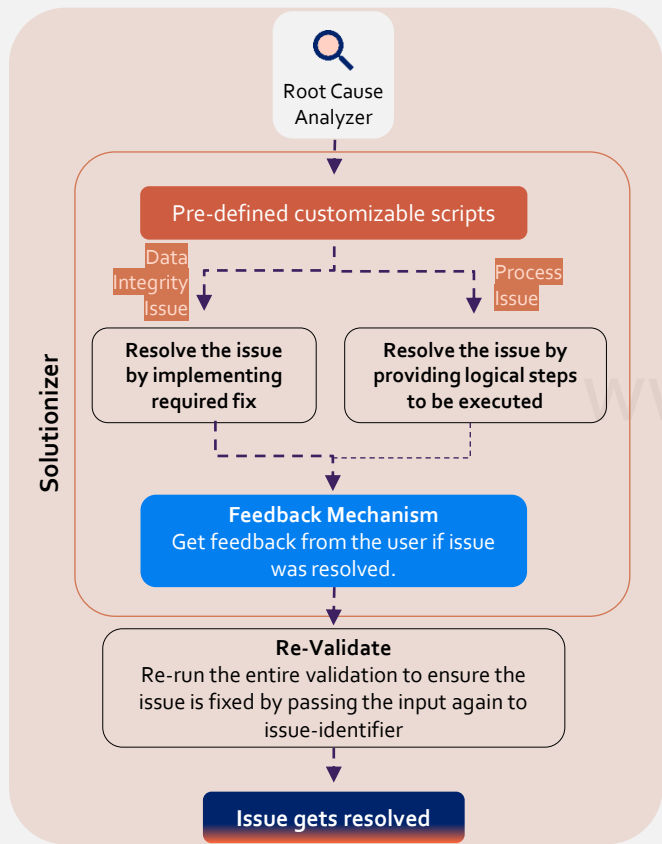 Root Cause
Analyzer
Pre-defined customizable scripts
Data
Integrity
Issue
Process
Issue
Resolve the issue
by implementing
required fix
Resolve the issue by
providing logical steps
to be executed
Solutionizer
Feedback Mechanism
Get feedback from the user if issue
was resolved.
Re-Validate
Re-run the entire validation to ensure the
issue is fixed by passing the input again to
issue-identifier
Issue gets resolved